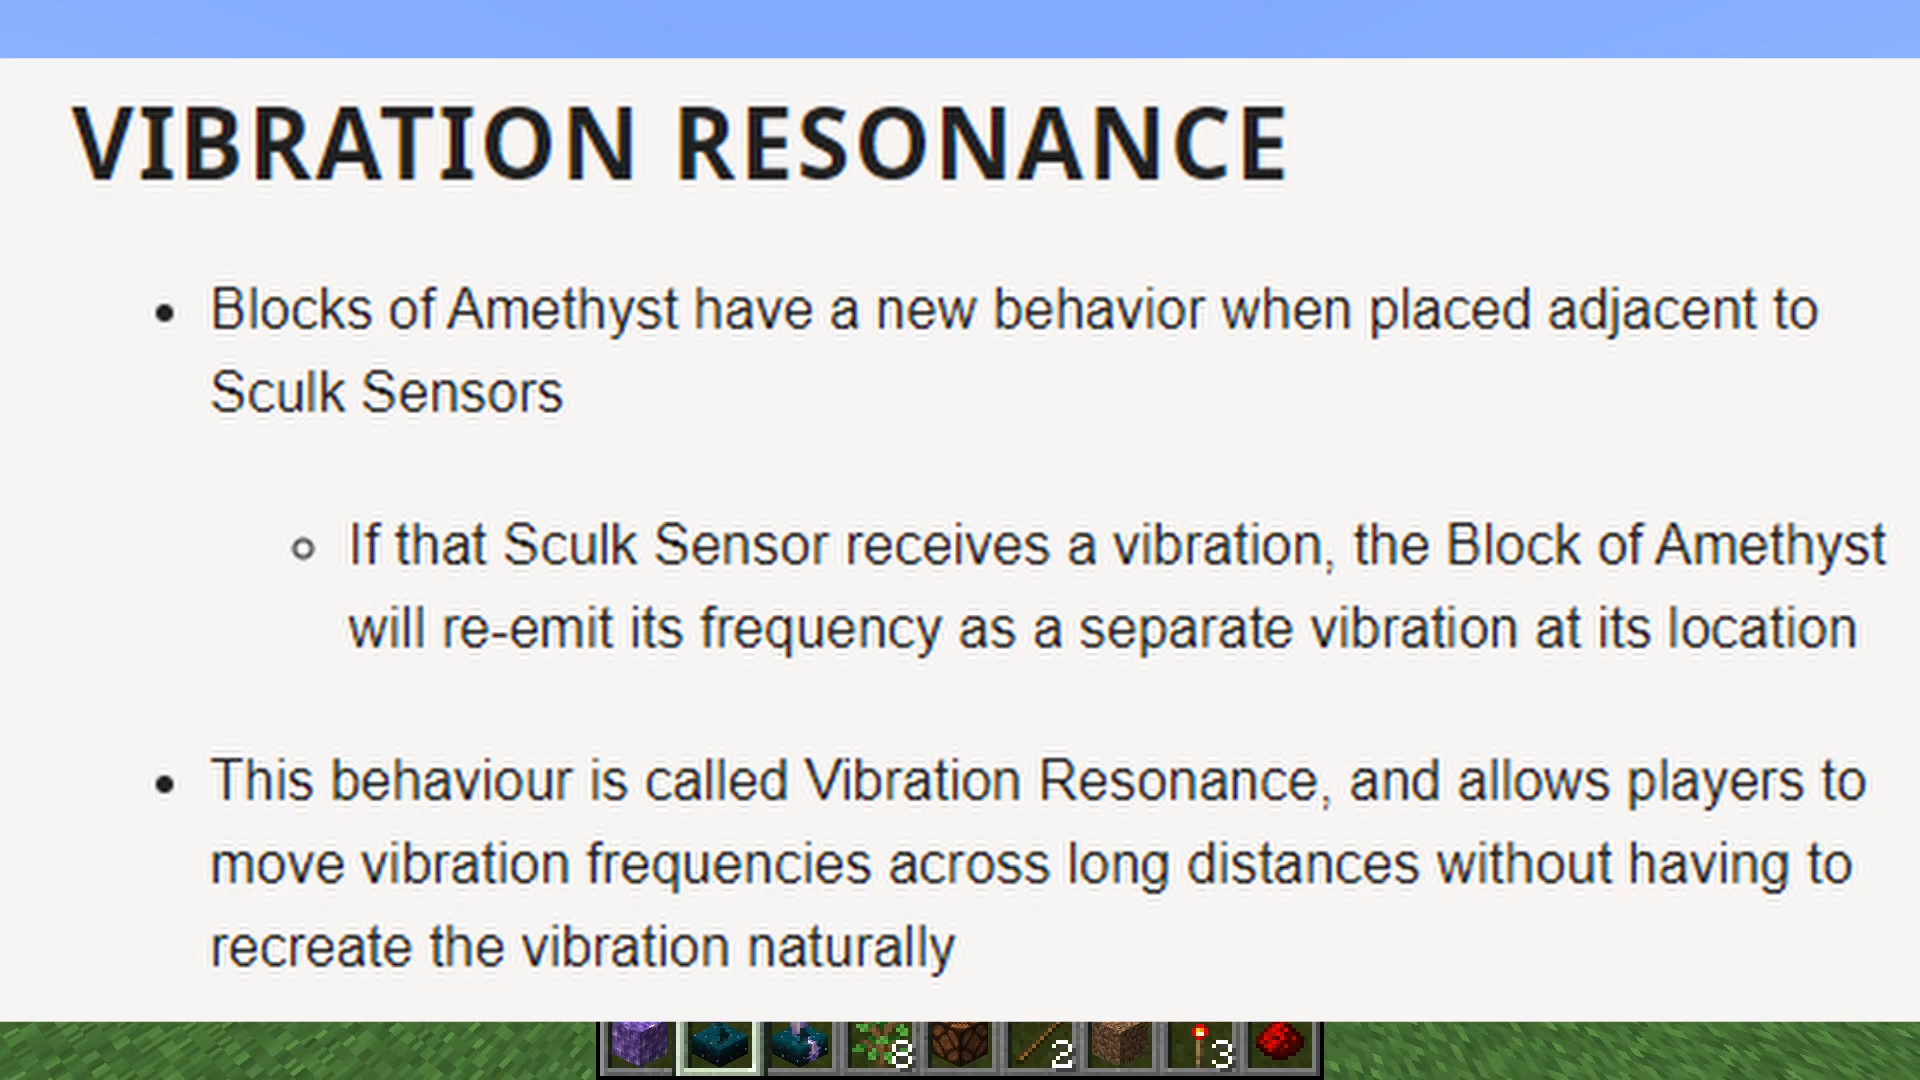 VIBRATION RESONANCE
• Blocks of Amethyst have a new behavior when placed adjacent to
Sculk Sensors
○ If that Sculk Sensor receives a vibration, the Block of Amethyst
will re-emit its frequency as a separate vibration at its location
• This behaviour is called Vibration Resonance, and allows players to
move vibration frequencies across long distances without having to
recreate the vibration naturally
8 2 3